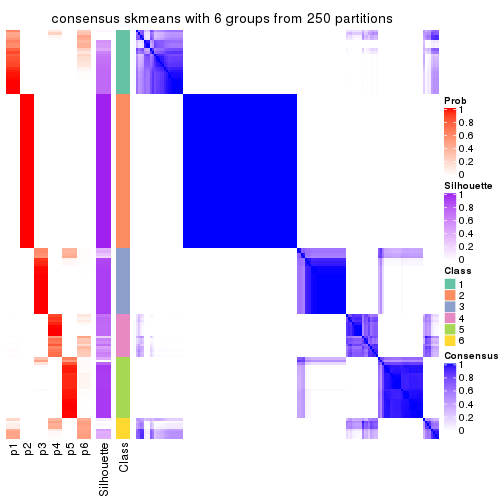 consensus skmeans with 6 groups from 250 partitions
Prob
1
0.8
0.6
0.4
0.2
0
Silhouette
1
0.8
0.6
0.4
0.2
0
Class
1
2
3
4
5
6
Consensus
1
0.8
0.6
0.4
0.2
0
p1
p2
p3
p4
p5
p6
Silhouette
Class